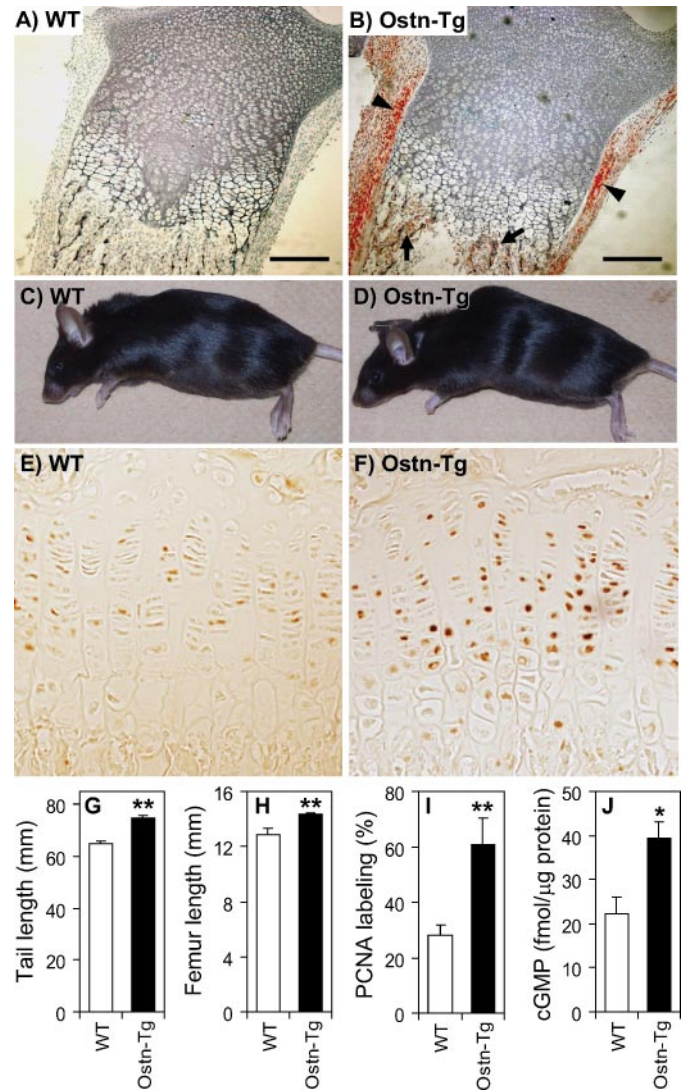 A) WT
B) Ostn-Tg
C) WT
D) Ostn-Tg
E) WT
F) Ostn-Tg
G
**
Tail length (mm)
80
60
40
20
0
WT
Ostn-Tg
H
**
Femur length (mm)
16
12
8
4
0
WT
Ostn-Tg
I
**
PCNA labeling (%)
80
60
40
20
0
WT
Ostn-Tg
J
*
cGMP (fmol/µg protein)
50
40
30
20
10
0
WT
Ostn-Tg